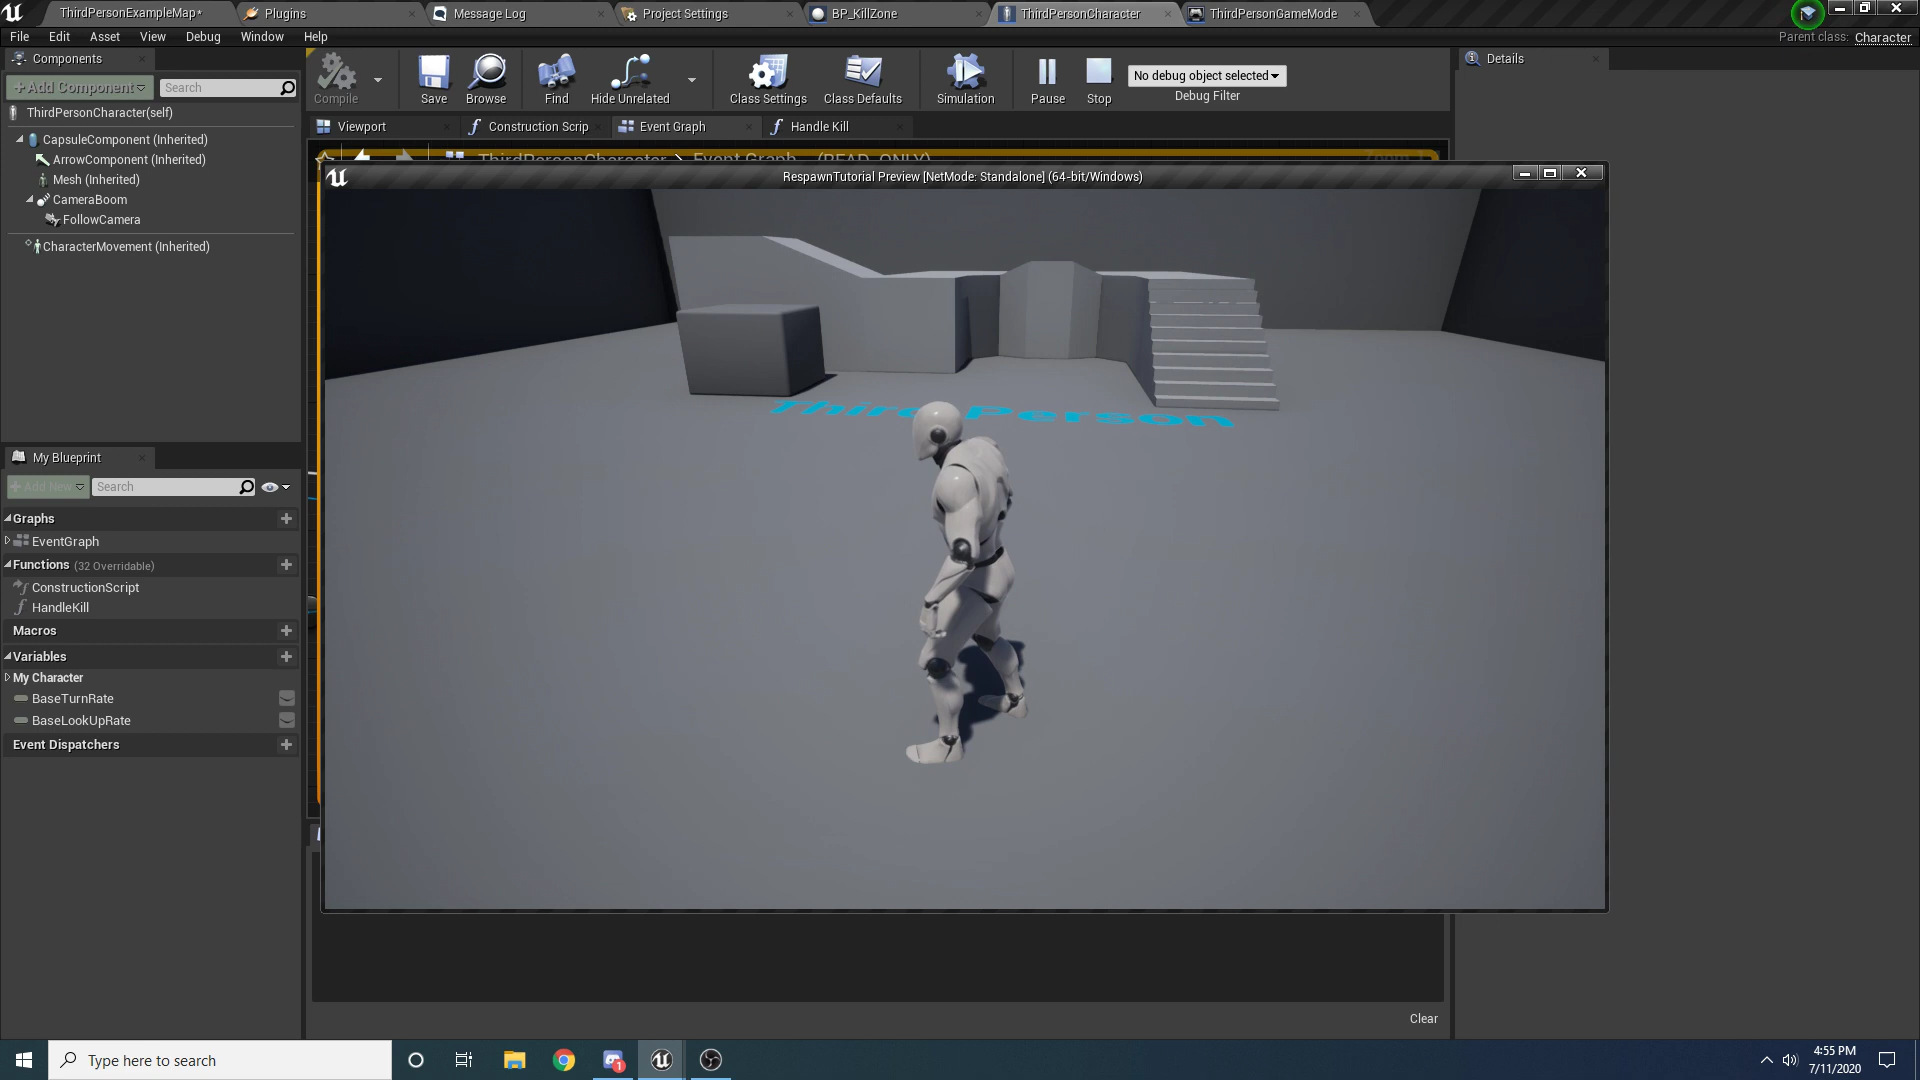 ThirdPersonExampleMap*
Plugins
Message Log
Project Settings
BP_KillZone
ThirdPersonCharacter
ThirdPersonGameMode
File Edit Asset View Debug Window Help
Parent class: Character
Components
+Add Component
Search
ThirdPersonCharacter(self)
CapsuleComponent (Inherited)
ArrowComponent (Inherited)
Mesh (Inherited)
CameraBoom
FollowCamera
CharacterMovement (Inherited)
Compile
Save
Browse
Find
Hide Unrelated
Class Settings
Class Defaults
Simulation
Pause
Stop
No debug object selected
Debug Filter
Details
Viewport
Construction Scrip
Event Graph
Handle Kill
ThirdPersonCharacter > Event Graph (READ-ONLY)
RespawnTutorial Preview [NetMode: Standalone] (64-bit/Windows)
Third Person
My Blueprint
+Add New
Search
Graphs
EventGraph
Functions (32 Overridable)
ConstructionScript
HandleKill
Macros
Variables
My Character
BaseTurnRate
BaseLookUpRate
Event Dispatchers
Clear
Type here to search
1
4:55 PM
7/11/2020